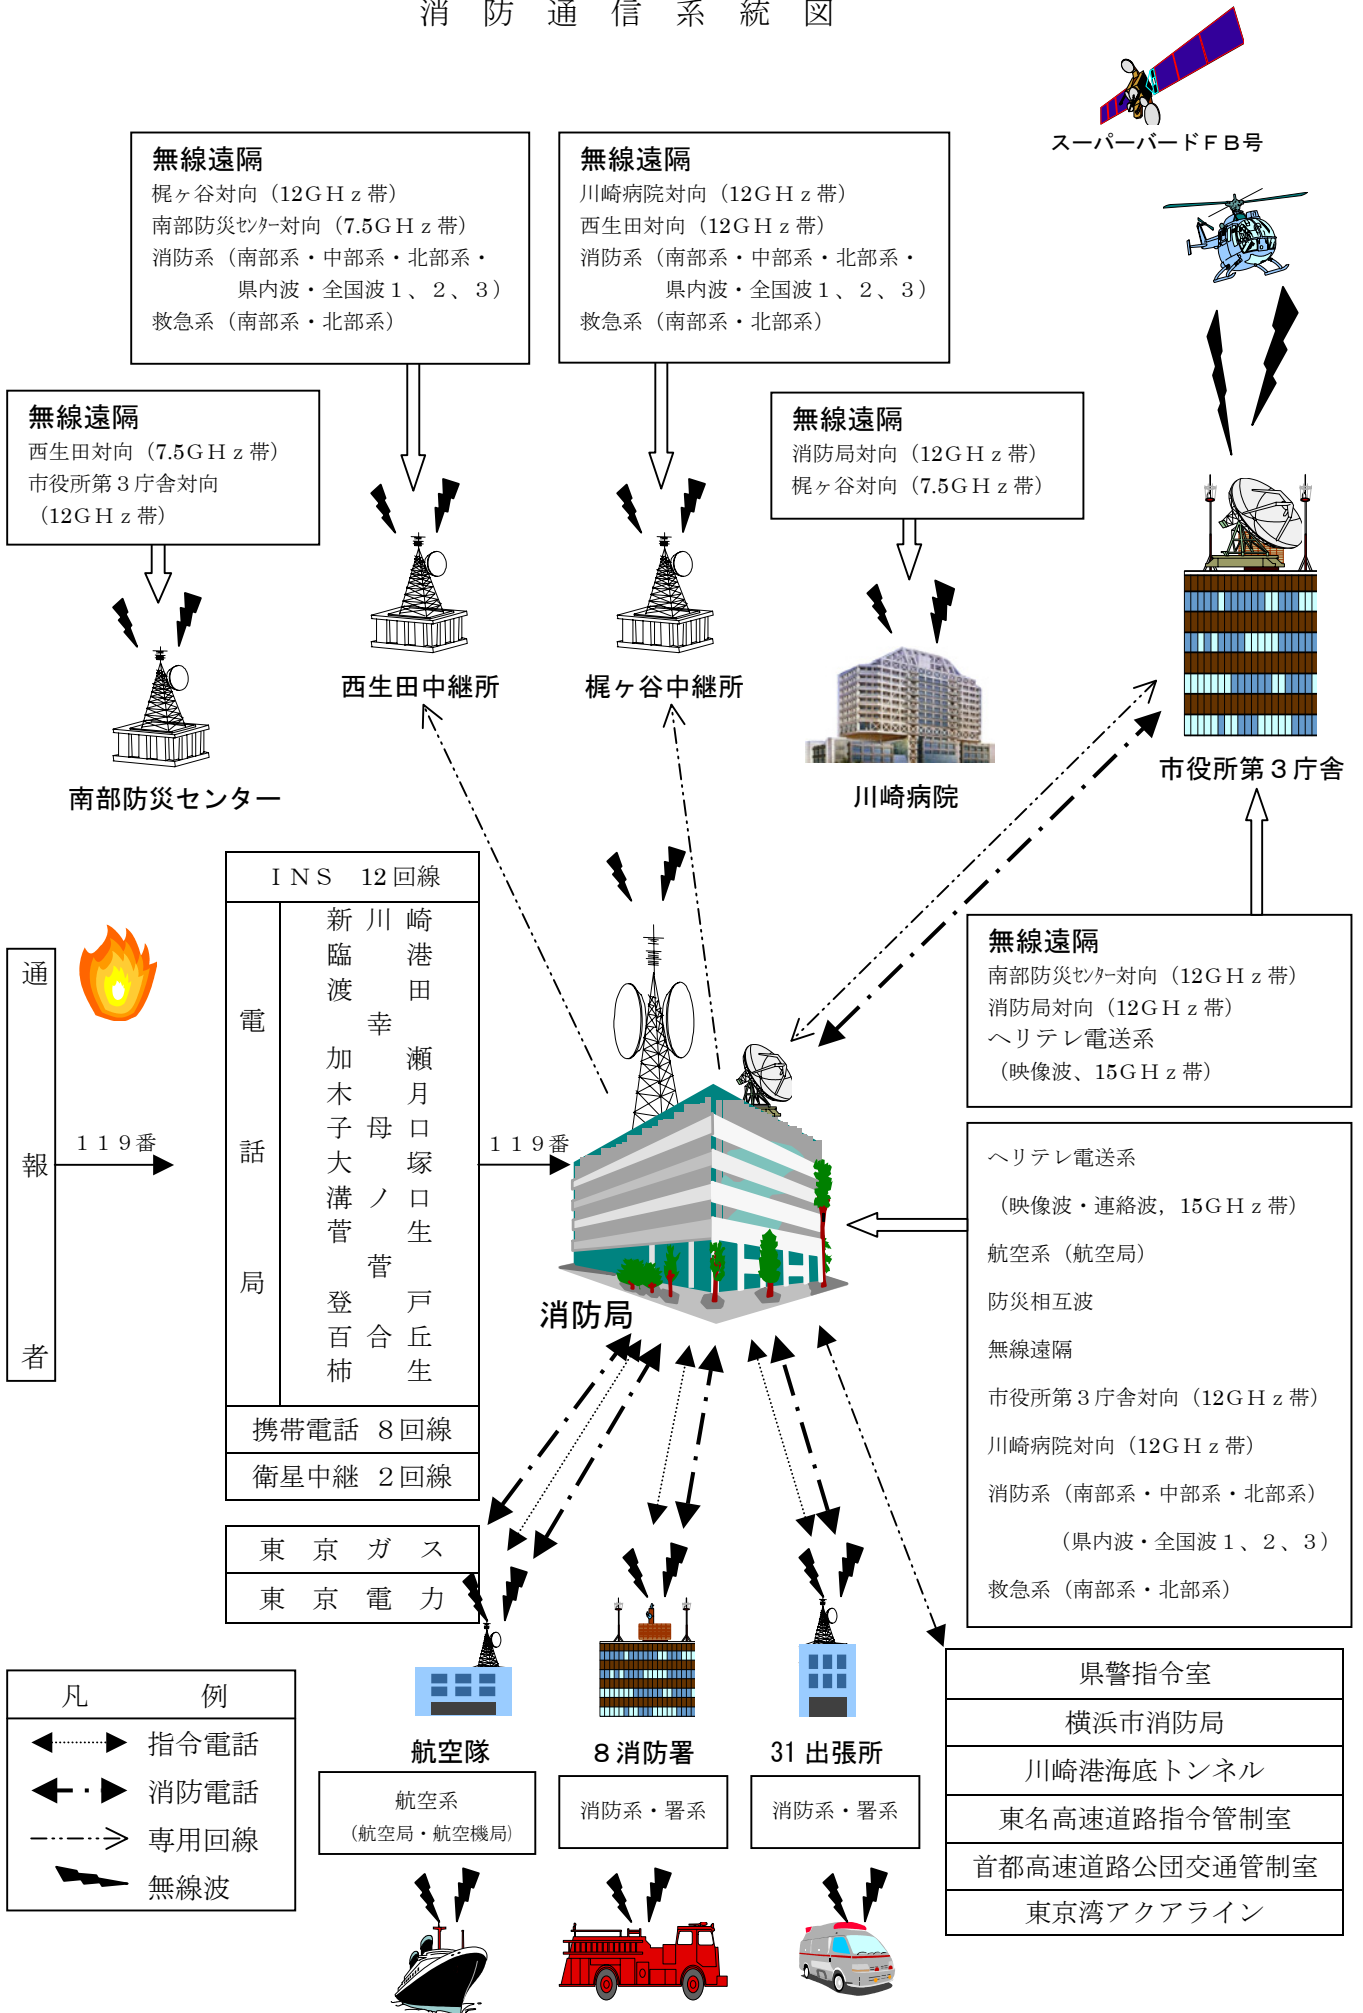 消防通信系統図
スーパーバードＦＢ号
無線遠隔
梶ヶ谷対向（12GＨｚ帯）
南部防災ｾﾝﾀｰ対向（7.5GＨｚ帯）
消防系（南部系・中部系・北部系・
県内波・全国波１、２、３）
救急系（南部系・北部系）
無線遠隔
川崎病院対向（12GＨｚ帯）
西生田対向（12GＨｚ帯）
消防系（南部系・中部系・北部系・
県内波・全国波１、２、３）
救急系（南部系・北部系）
無線遠隔
西生田対向（7.5GＨｚ帯）
市役所第３庁舎対向
（12GＨｚ帯）
無線遠隔
消防局対向（12GＨｚ帯）
梶ヶ谷対向（7.5GＨｚ帯）
南部防災センター
西生田中継所
梶ヶ谷中継所
川崎病院
市役所第３庁舎
通報者
１１９番
ＩＮＳ　12回線
電話局
新川崎
臨港
渡田
幸
加瀬
木月
子母口
大塚
溝ノ口
菅生
菅
登戸
百合丘
柿生
携帯電話　８回線
衛星中継　２回線
東京ガス
東京電力
１１９番
消防局
無線遠隔
南部防災ｾﾝﾀｰ対向（12GＨｚ帯）
消防局対向（12GＨｚ帯）
ヘリテレ電送系
（映像波、15GＨｚ帯）
ヘリテレ電送系
（映像波・連絡波，15GＨｚ帯）
航空系（航空局）
防災相互波
無線遠隔
市役所第３庁舎対向（12GＨｚ帯）
川崎病院対向（12GＨｚ帯）
消防系（南部系・中部系・北部系）
（県内波・全国波１、２、３）
救急系（南部系・北部系）
凡例
指令電話
消防電話
専用回線
無線波
航空隊
航空系
(航空局・航空機局)
８消防署
消防系・署系
31出張所
消防系・署系
県警指令室
横浜市消防局
川崎港海底トンネル
東名高速道路指令管制室
首都高速道路公団交通管制室
東京湾アクアライン